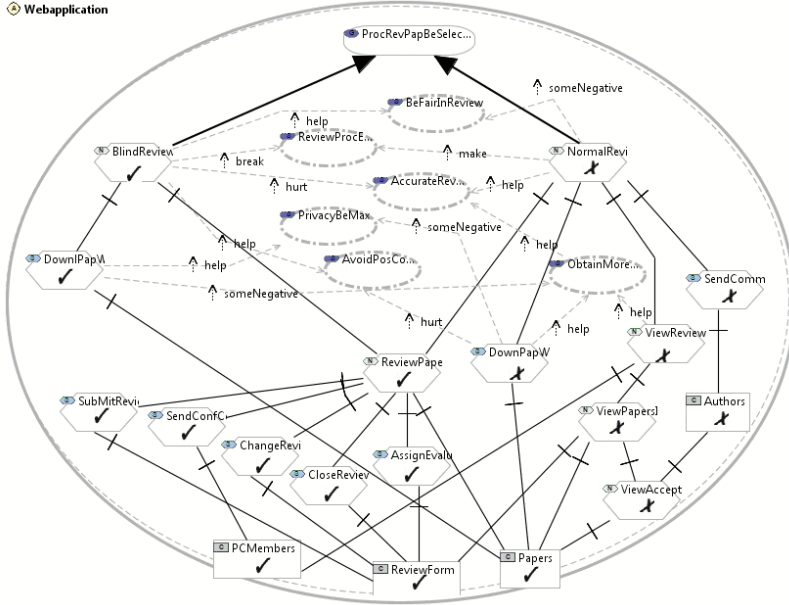 A Webapplication
G ProcRevPapBeSelec...
someNegative
S BeFairInReview
help
S ReviewProcE...
N BlindReview
break
make
N NormalRevi
hurt
S AccurateRev...
help
S PrivacyBeMax
someNegative
help
help
S DownlPapW
help
S AvoidPosCo...
S ObtainMore...
S SendComm
someNegative
help
hurt
help
N ViewReview
N ReviewPape
S DownPapW
S SubMitRevi
S SendConfC
N ViewPapersI
C Authors
S ChangeRevi
S AssignEvalu
S CloseReviev
N ViewAccept
C PCMembers
C ReviewForm
C Papers